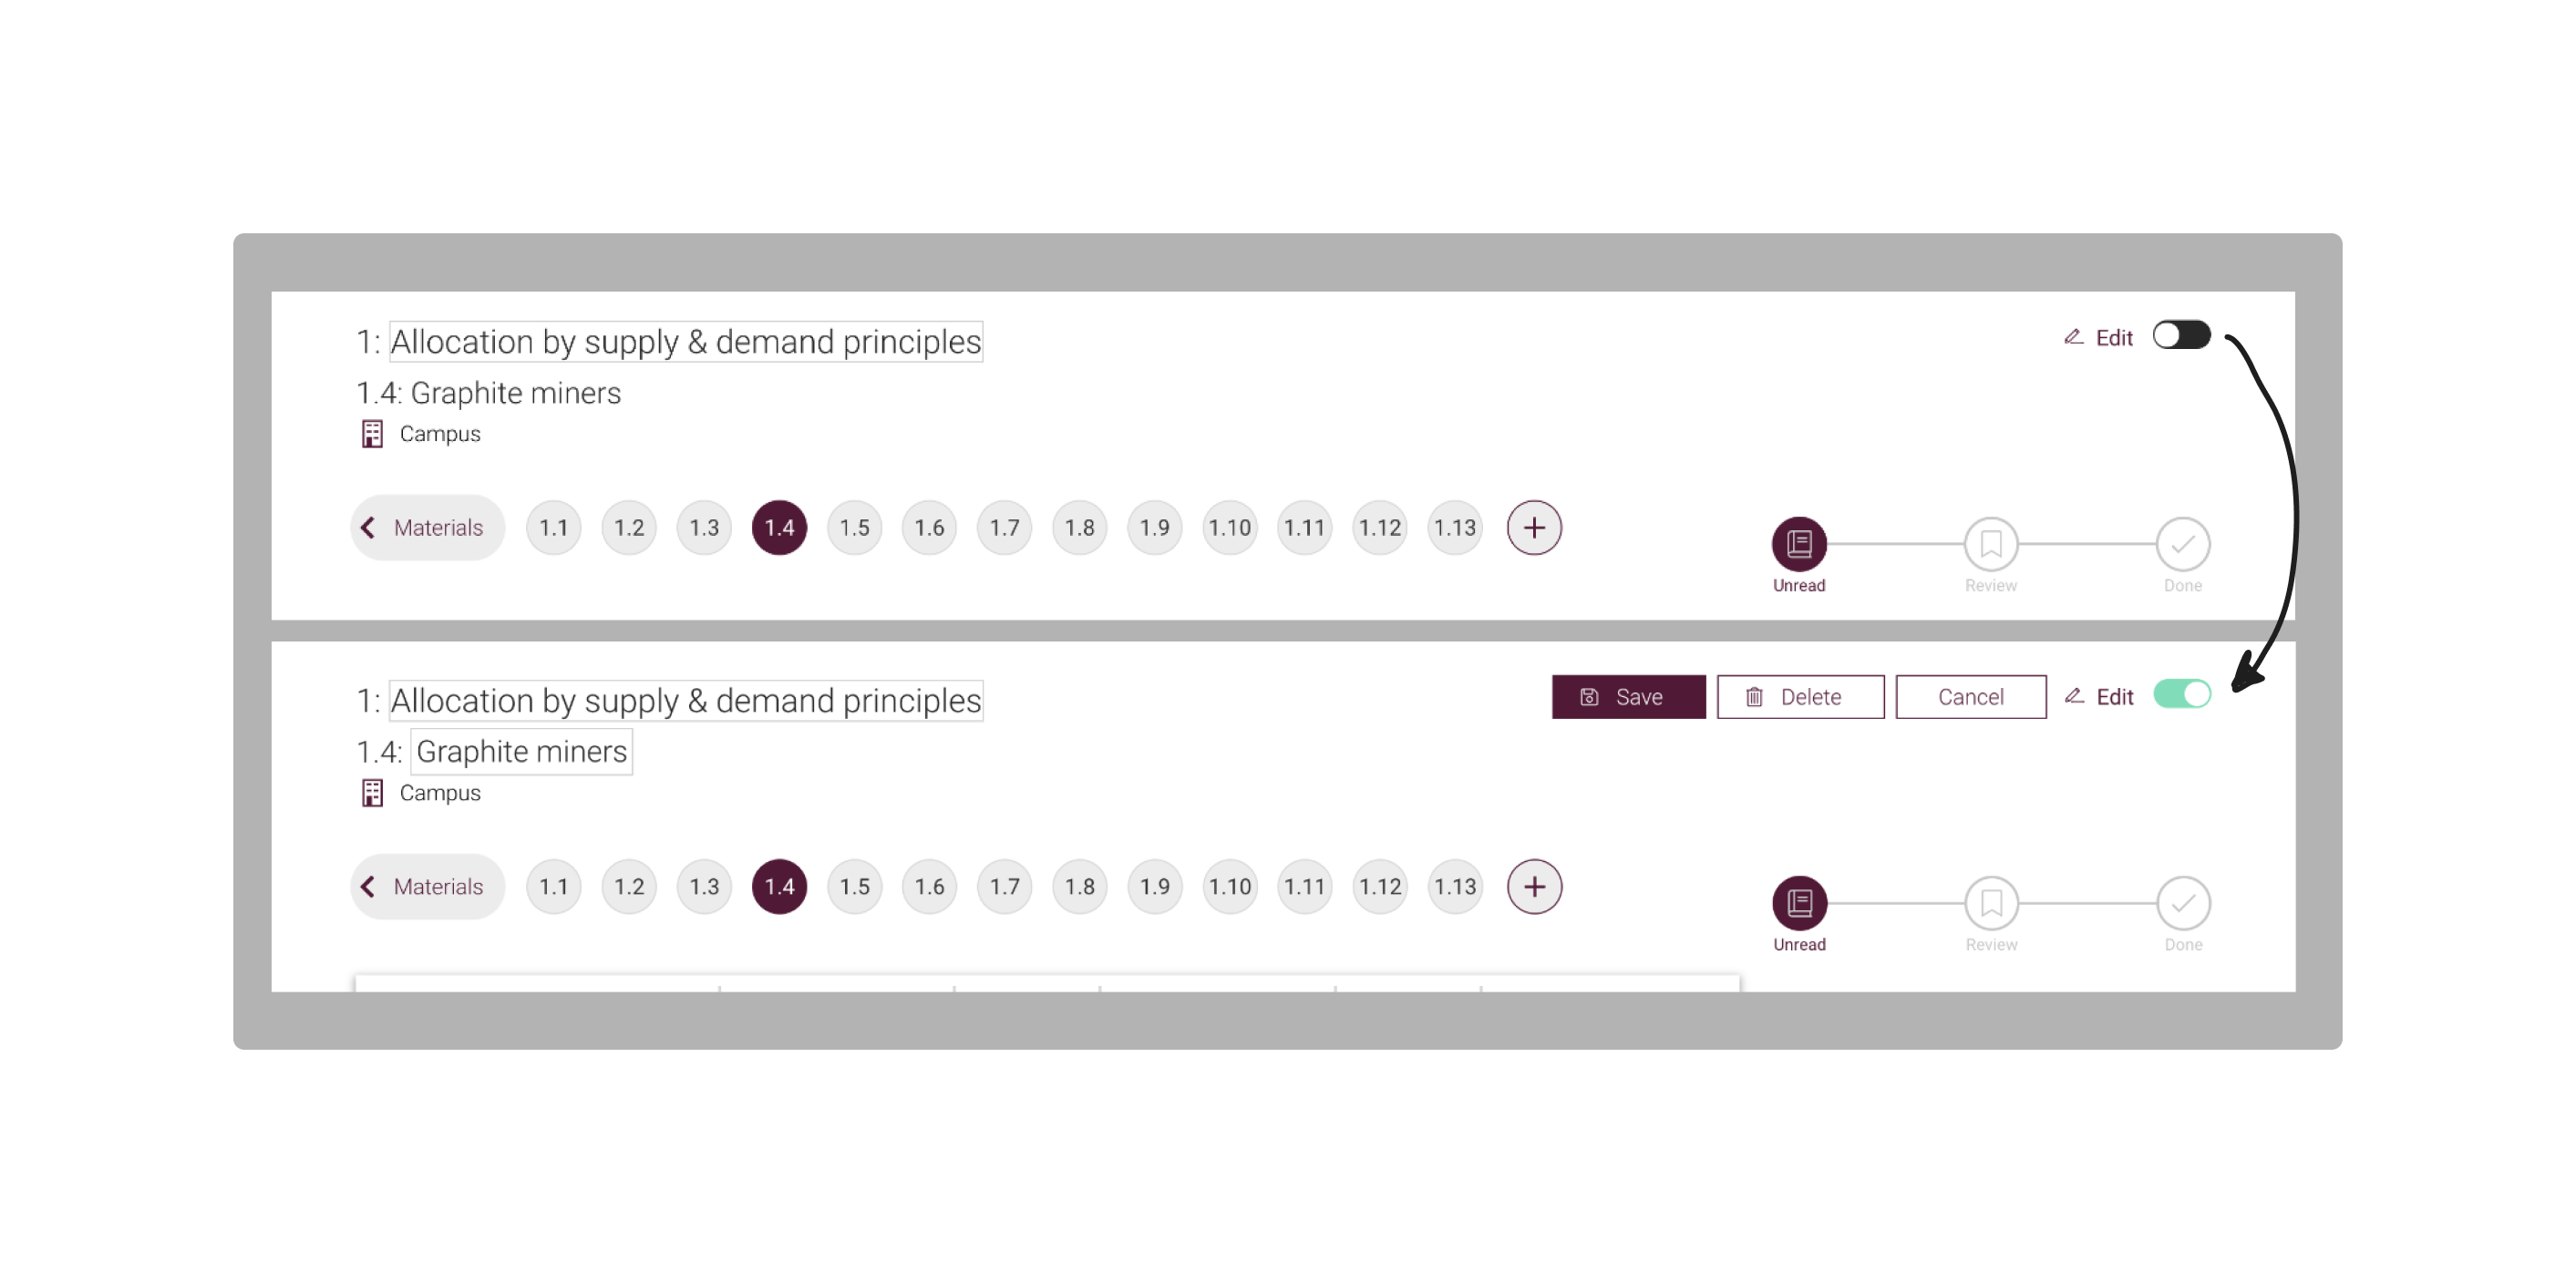 1: Allocation by supply & demand principles
Edit
1.4: Graphite miners
Campus
Materials 1.1 1.2 1.3 1.4 1.5 1.6 1.7 1.8 1.9 1.10 1.11 1.12 1.13 +
Unread Review Done
1: Allocation by supply & demand principles
Save Delete Cancel Edit
1.4: Graphite miners
Campus
Materials 1.1 1.2 1.3 1.4 1.5 1.6 1.7 1.8 1.9 1.10 1.11 1.12 1.13 +
Unread Review Done